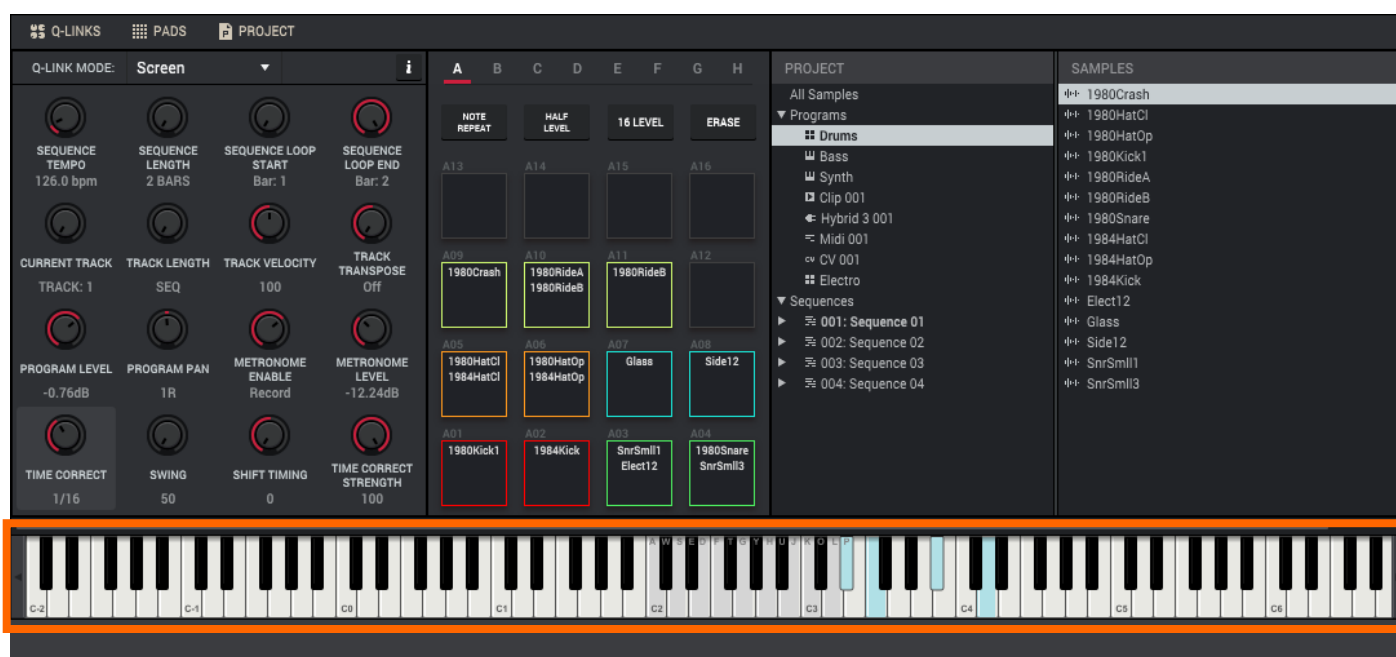 Q-LINKS PADS PROJECT
Q-LINK MODE: Screen i
SEQUENCE TEMPO
126.0 bpm
SEQUENCE LENGTH
2 BARS
SEQUENCE LOOP START
Bar: 1
SEQUENCE LOOP END
Bar: 2
CURRENT TRACK
TRACK: 1
TRACK LENGTH
SEQ
TRACK VELOCITY
100
TRACK TRANSPOSE
Off
PROGRAM LEVEL
-0.76dB
PROGRAM PAN
1R
METRONOME ENABLE
Record
METRONOME LEVEL
-12.24dB
TIME CORRECT
1/16
SWING
50
SHIFT TIMING
0
TIME CORRECT STRENGTH
100
A B C D E F G H
NOTE REPEAT
HALF LEVEL
16 LEVEL
ERASE
A13 A14 A15 A16
A09
1980Crash
A10
1980RideA
1980RideB
A11
1980RideB
A12
A05
1980HatCl
1984HatCl
A06
1980HatOp
1984HatOp
A07
Glass
A08
Side12
A01
1980Kick1
A02
1984Kick
A03
SnrSmll1
Elect12
A04
1980Snare
SnrSmll3
PROJECT
All Samples
Programs
Drums
Bass
Synth
Clip 001
Hybrid 3 001
Midi 001
CV CV 001
Electro
Sequences
001: Sequence 01
002: Sequence 02
003: Sequence 03
004: Sequence 04
SAMPLES
1980Crash
1980HatCl
1980HatOp
1980Kick1
1980RideA
1980RideB
1980Snare
1984HatCl
1984HatOp
1984Kick
Elect12
Glass
Side12
SnrSmll1
SnrSmll3
A W S E D F T G Y H U J K O L P
C-2 C-1 C0 C1 C2 C3 C4 C5 C6